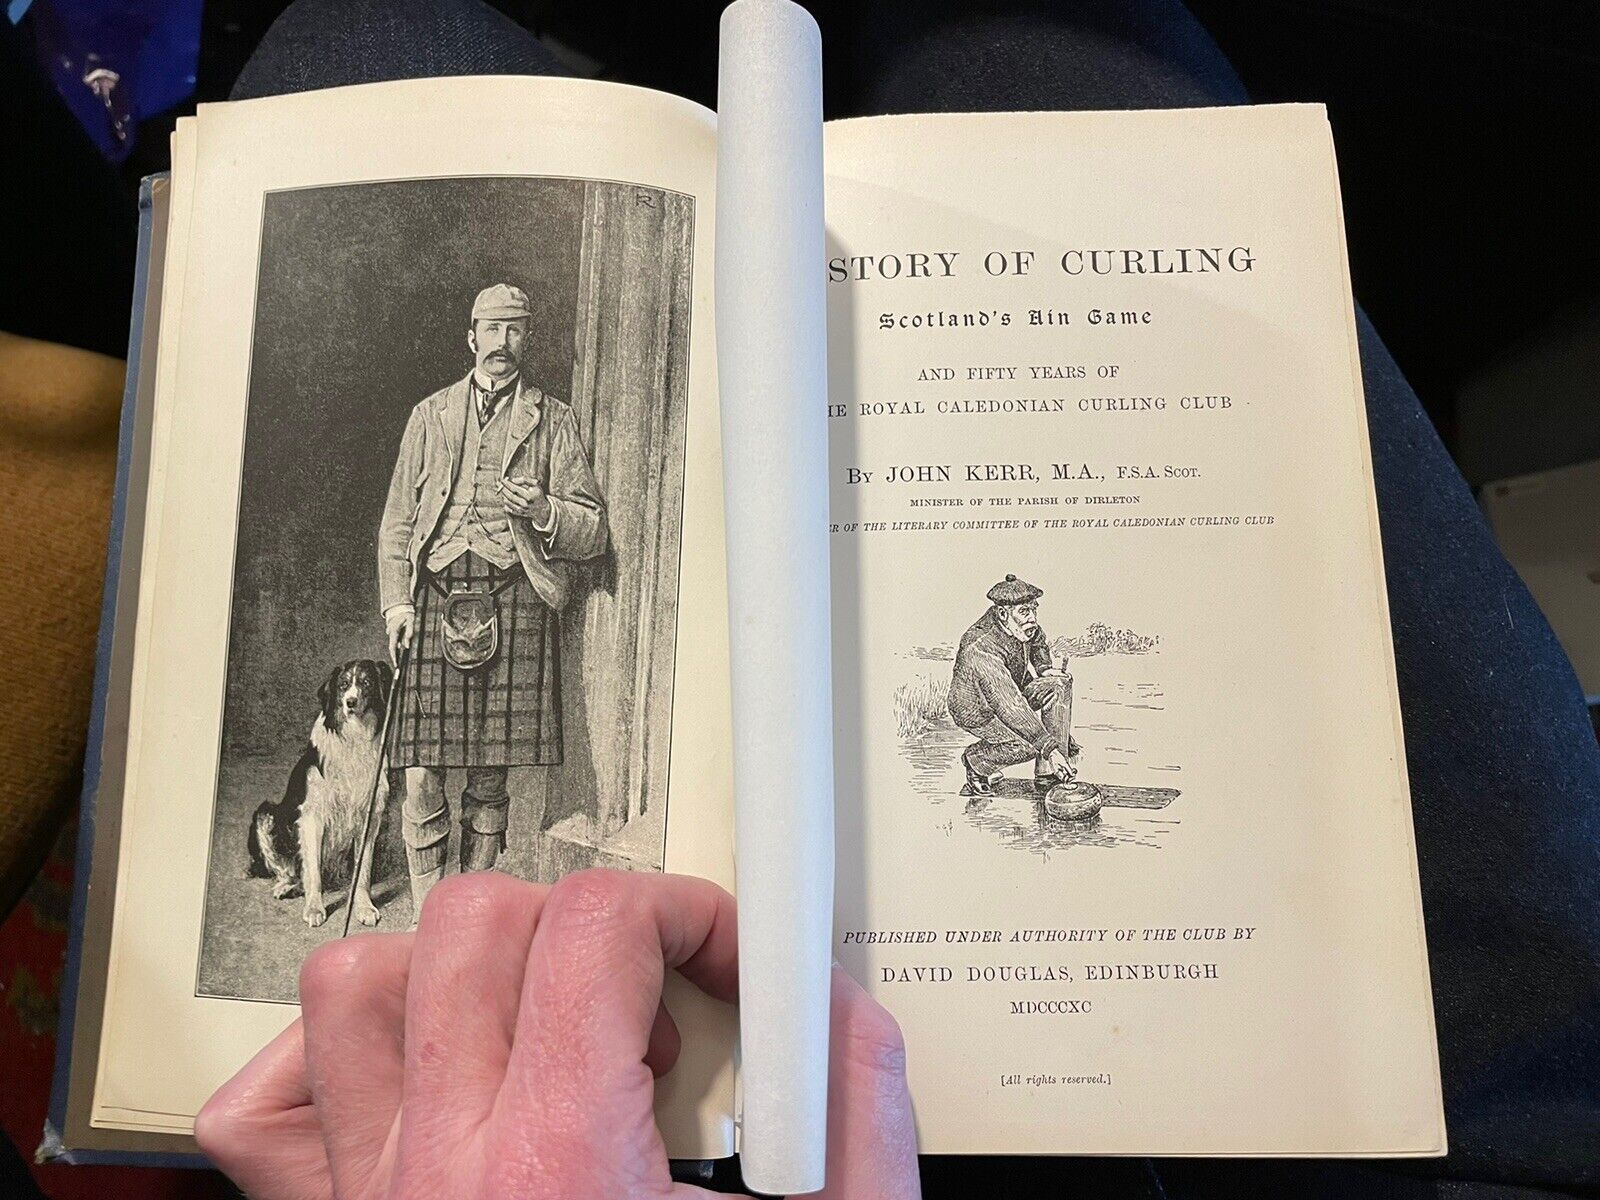 STORY OF CURLING
Scotland's Ain Game
AND FIFTY YEARS OF
HE ROYAL CALEDONIAN CURLING CLUB
BY JOHN KERR, M.A., F.S.A. SCOT.
MINISTER OF THE PARISH OF DIRLETON
ER OF THE LITERARY COMMITTEE OF THE ROYAL CALEDONIAN CURLING CLUB
PUBLISHED UNDER AUTHORITY OF THE CLUB BY
DAVID DOUGLAS, EDINBURGH
MDCCCXC
[All rights reserved.]